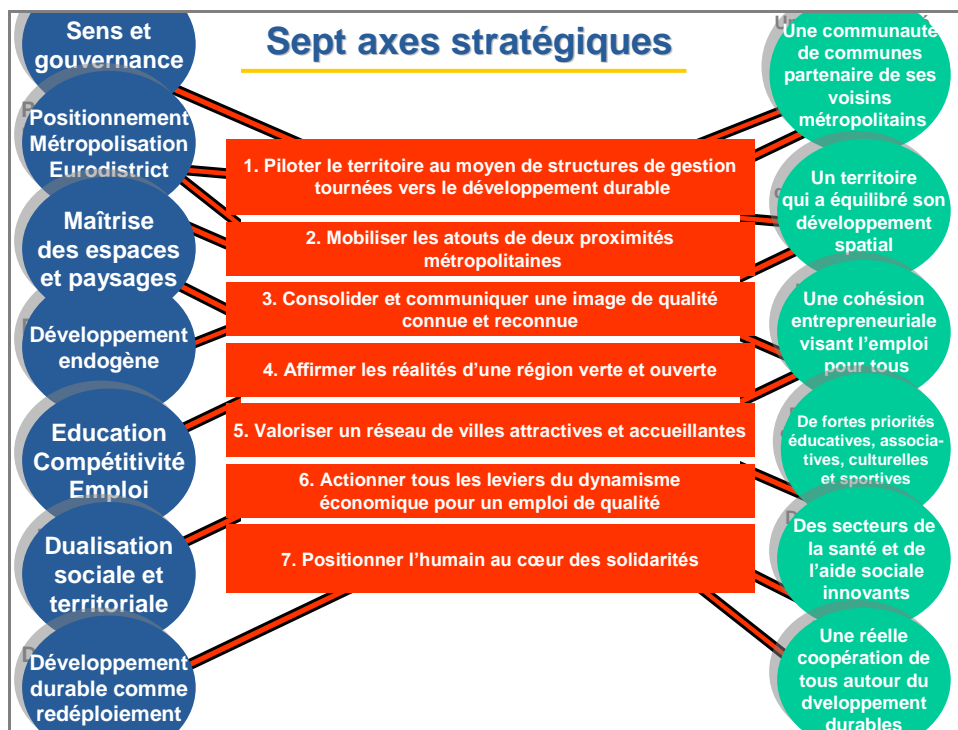 Sept axes stratégiques
Sens et
gouvernance
Positionnement
Métropolisation
Eurodistrict
Maîtrise
des espaces
et paysages
Développement
endogène
Education
Compétitivité
Emploi
Dualisation
sociale et
territoriale
Développement
durable comme
redéploiement
1. Piloter le territoire au moyen de structures de gestion
tournées vers le développement durable
2. Mobiliser les atouts de deux proximités
métropolitaines
3. Consolider et communiquer une image de qualité
connue et reconnue
4. Affirmer les réalités d’une région verte et ouverte
5. Valoriser un réseau de villes attractives et accueillantes
6. Actionner tous les leviers du dynamisme
économique pour un emploi de qualité
7. Positionner l’humain au cœur des solidarités
Une communauté
de communes
partenaire de ses
voisins
métropolitains
Un territoire
qui a équilibré son
développement
spatial
Une cohésion
entrepreneuriale
visant l’emploi
pour tous
De fortes priorités
éducatives, associa-
tives, culturelles
et sportives
Des secteurs de
la santé et de
l’aide sociale
innovants
Une réelle
coopération de
tous autour du
dveloppement
durables